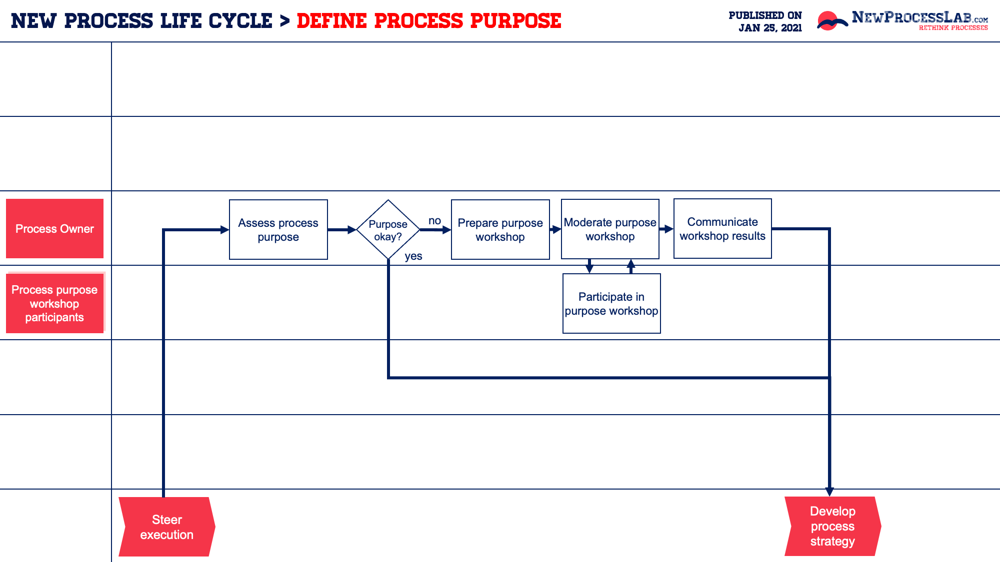 NEW PROCESS LIFE CYCLE > DEFINE PROCESS PURPOSE
PUBLISHED ON
JAN 25, 2021
NEWPROCESSLAB.COM
RETHINK PROCESSES
Process Owner
Assess process
purpose
Purpose
okay?
no
yes
Prepare purpose
workshop
Moderate purpose
workshop
Communicate
workshop results
Process purpose
workshop
participants
Participate in
purpose workshop
Steer
execution
Develop
process
strategy